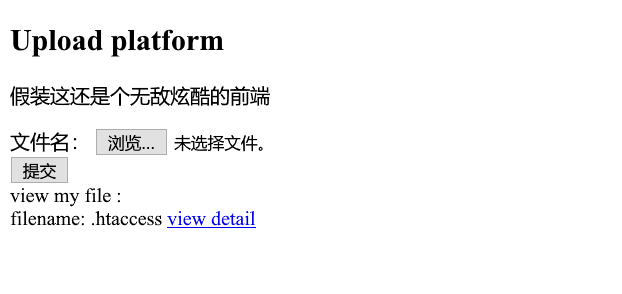 Upload platform
假装这还是个无敌炫酷的前端
文件名： 浏览... 未选择文件。
提交
view my file :
filename: .htaccess view detail